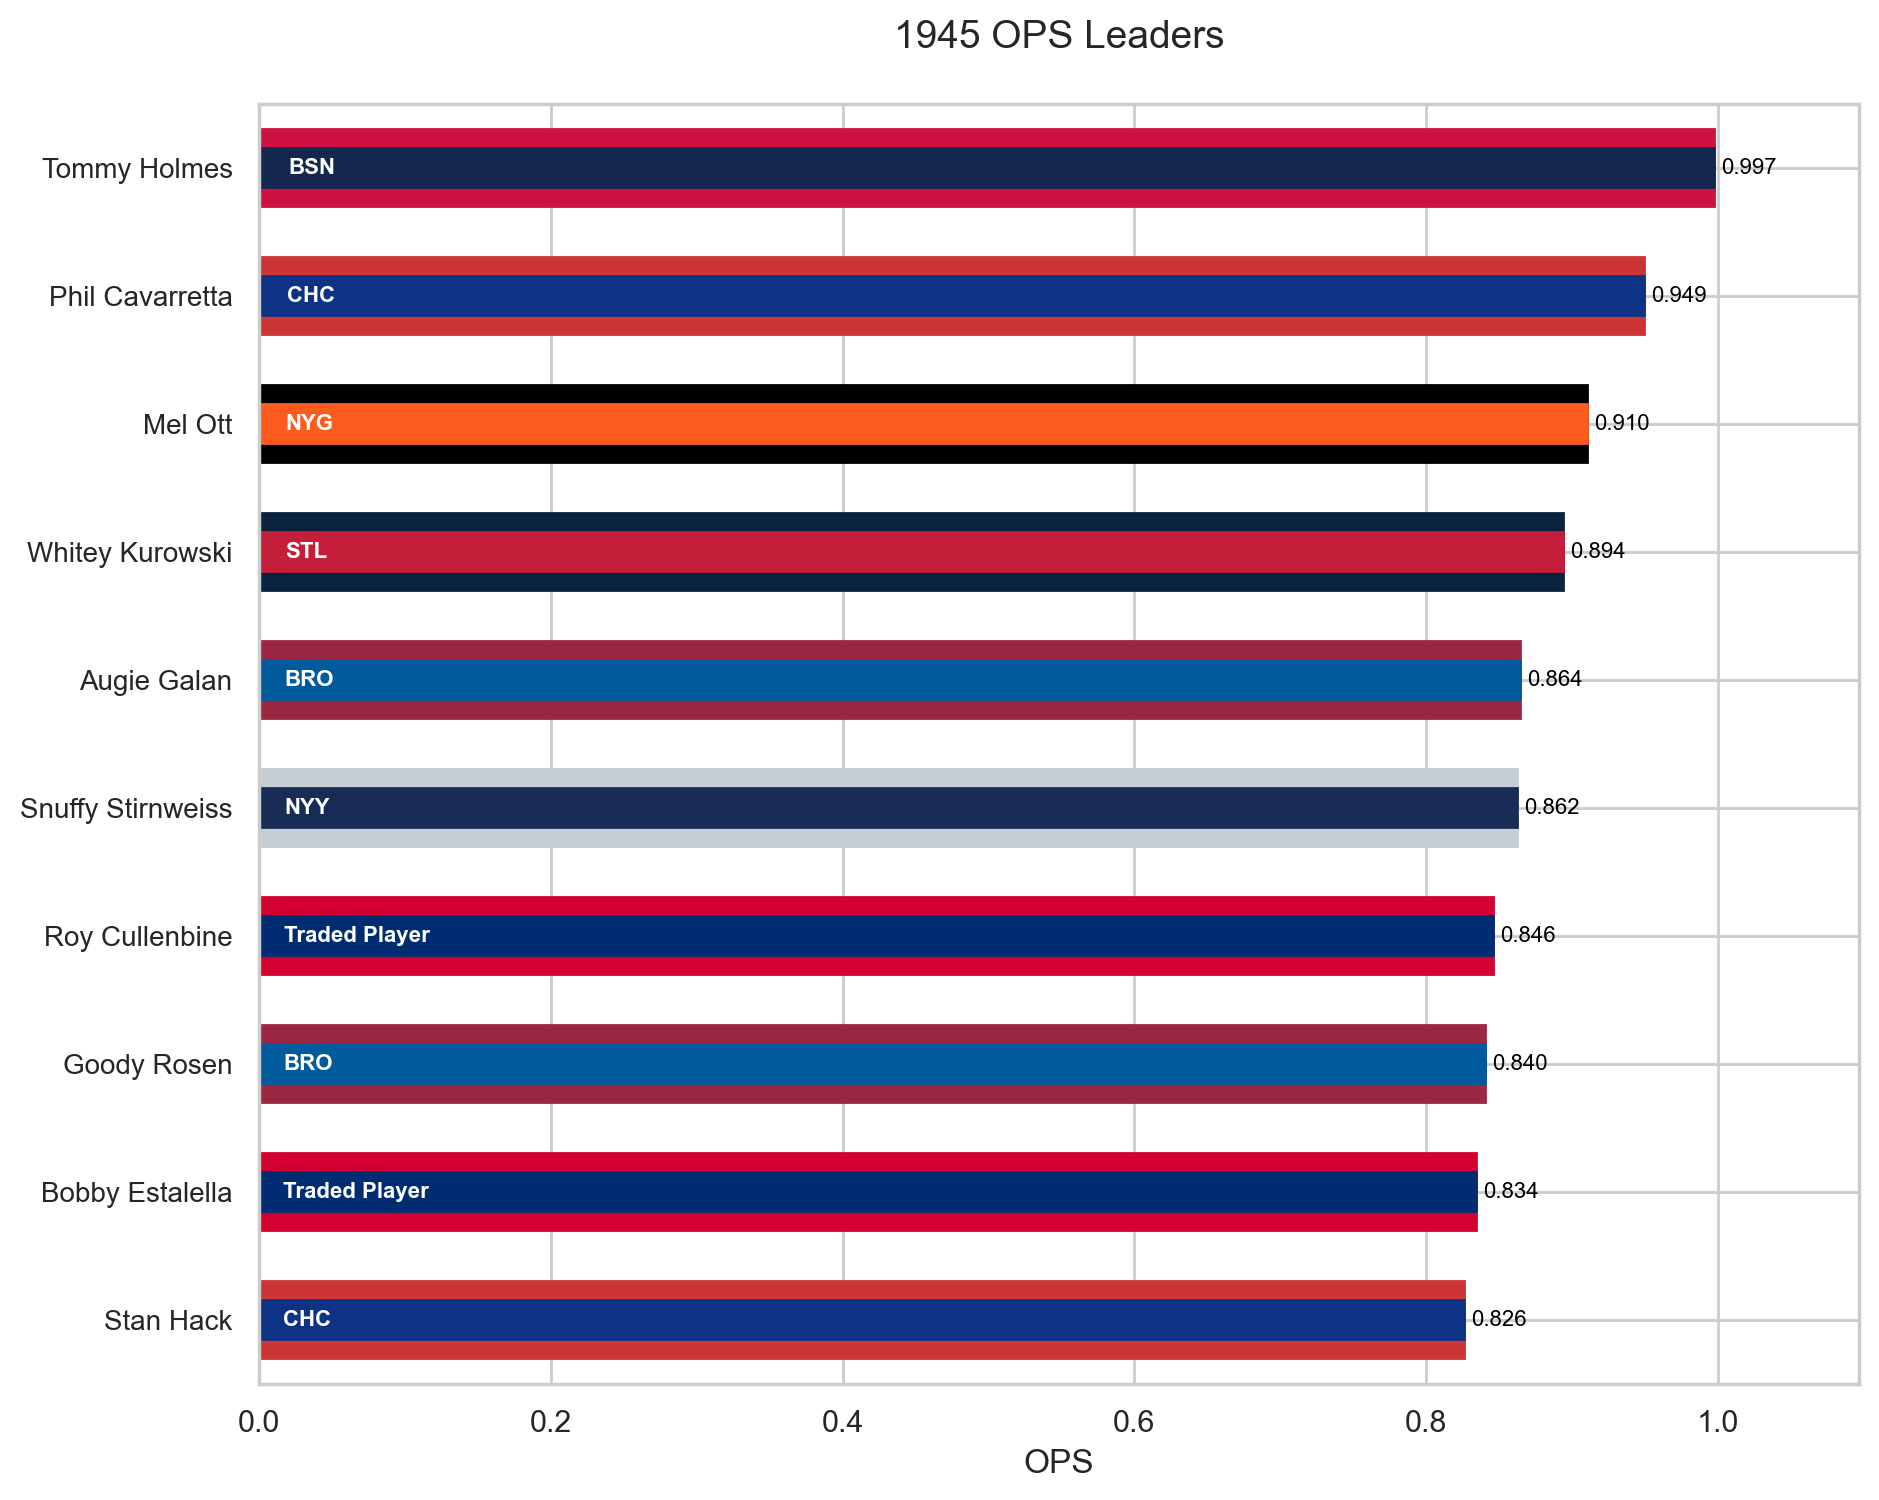 1945 OPS Leaders
Tommy Holmes BSN 0.997
Phil Cavarretta CHC 0.949
Mel Ott NYG 0.910
Whitey Kurowski STL 0.894
Augie Galan BRO 0.864
Snuffy Stirnweiss NYY 0.862
Roy Cullenbine Traded Player 0.846
Goody Rosen BRO 0.840
Bobby Estalella Traded Player 0.834
Stan Hack CHC 0.826
0.0 0.2 0.4 0.6 0.8 1.0
OPS